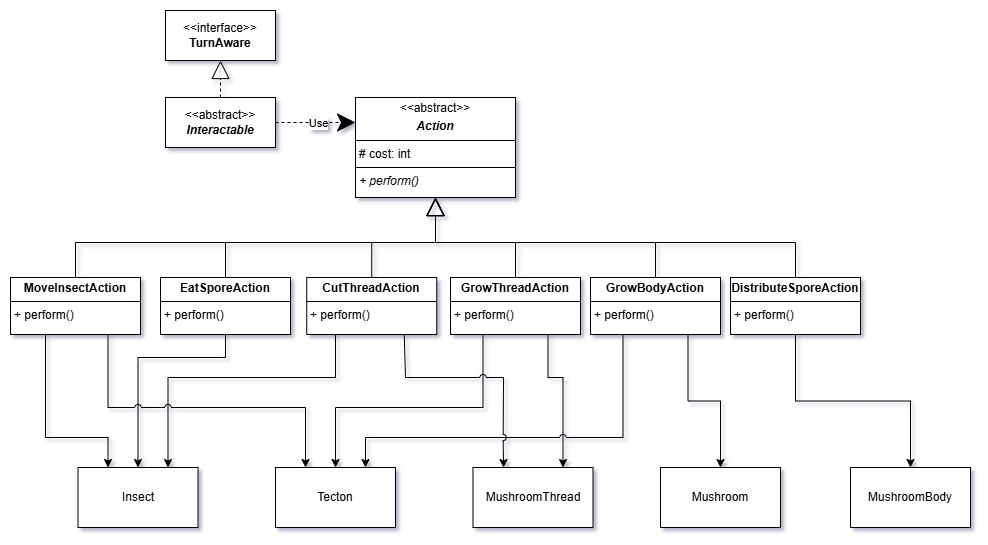 <<interface>>
TurnAware
<<abstract>>
Interactable
Use
<<abstract>>
Action
# cost: int
+ perform()
MoveInsectAction
+ perform()
EatSporeAction
+ perform()
CutThreadAction
+ perform()
GrowThreadAction
+ perform()
GrowBodyAction
+ perform()
DistributeSporeAction
+ perform()
Insect
Tecton
MushroomThread
Mushroom
MushroomBody